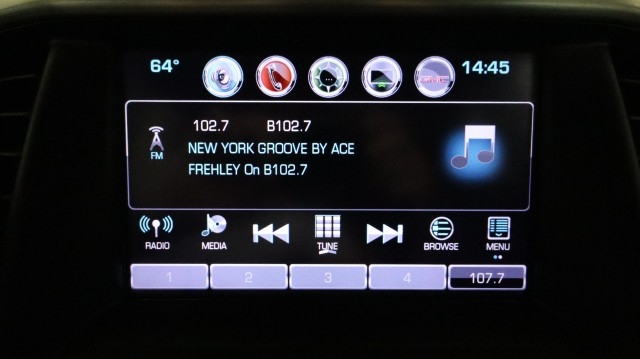 64° 14:45
GMC
102.7 B102.7
FM
NEW YORK GROOVE BY ACE
FREHLEY On B102.7
RADIO MEDIA TUNE BROWSE MENU
1 2 3 4 107.7